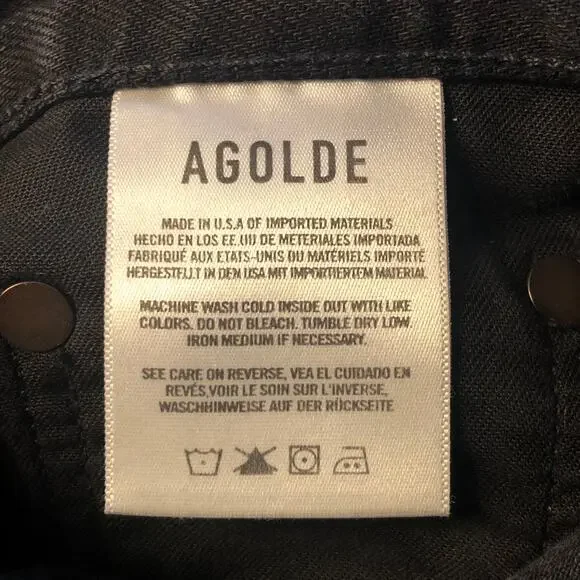 AGOLDE
MADE IN U.S.A OF IMPORTED MATERIALS
HECHO EN LOS EE.UU DE METERIALES IMPORTADA
FABRIQUÉ AUX ETATS-UNIS OU MATÉRIELS IMPORTÉ
HERGESTELLT IN DEN USA MIT IMPORTIERTEM MATERIAL
MACHINE WASH COLD INSIDE OUT WITH LIKE
COLORS. DO NOT BLEACH. TUMBLE DRY LOW.
IRON MEDIUM IF NECESSARY.
SEE CARE ON REVERSE, VEA EL CUIDADO EN
REVÉS,VOIR LE SOIN SUR L'INVERSE,
WASCHHINWEISE AUF DER RÜCKSEITE